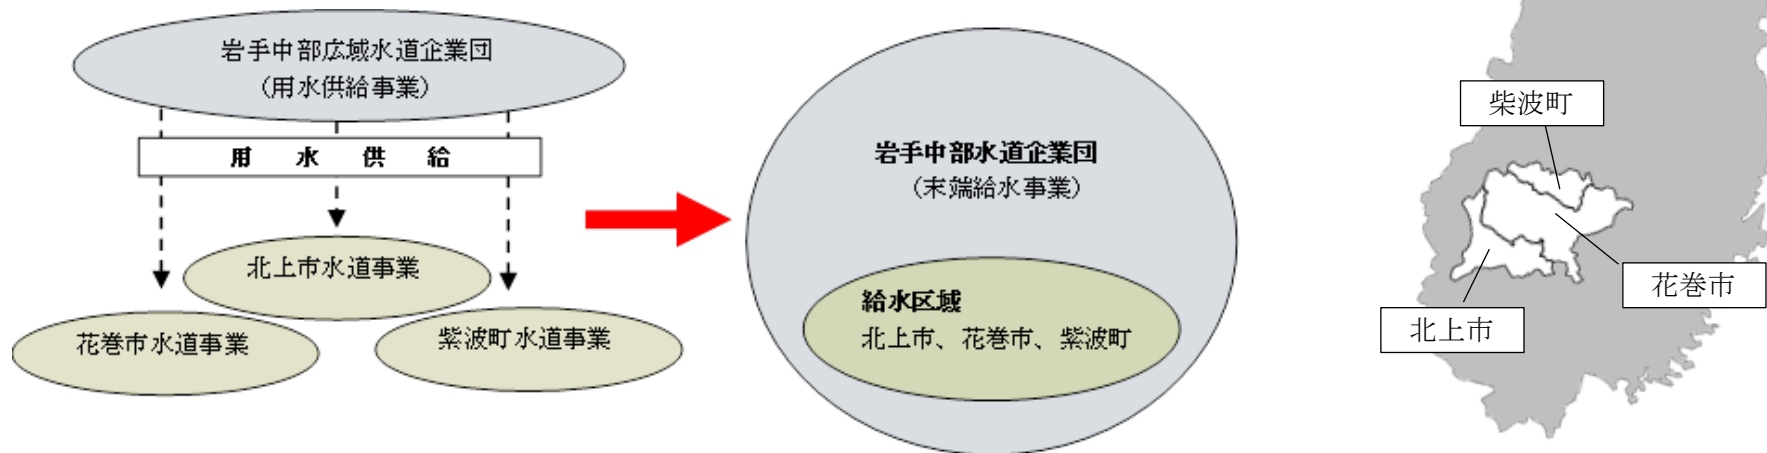 岩手中部広域水道企業団
（用水供給事業）
用水供給
北上市水道事業
花巻市水道事業
紫波町水道事業
岩手中部水道企業団
（末端給水事業）
給水区域
北上市、花巻市、紫波町
柴波町
花巻市
北上市